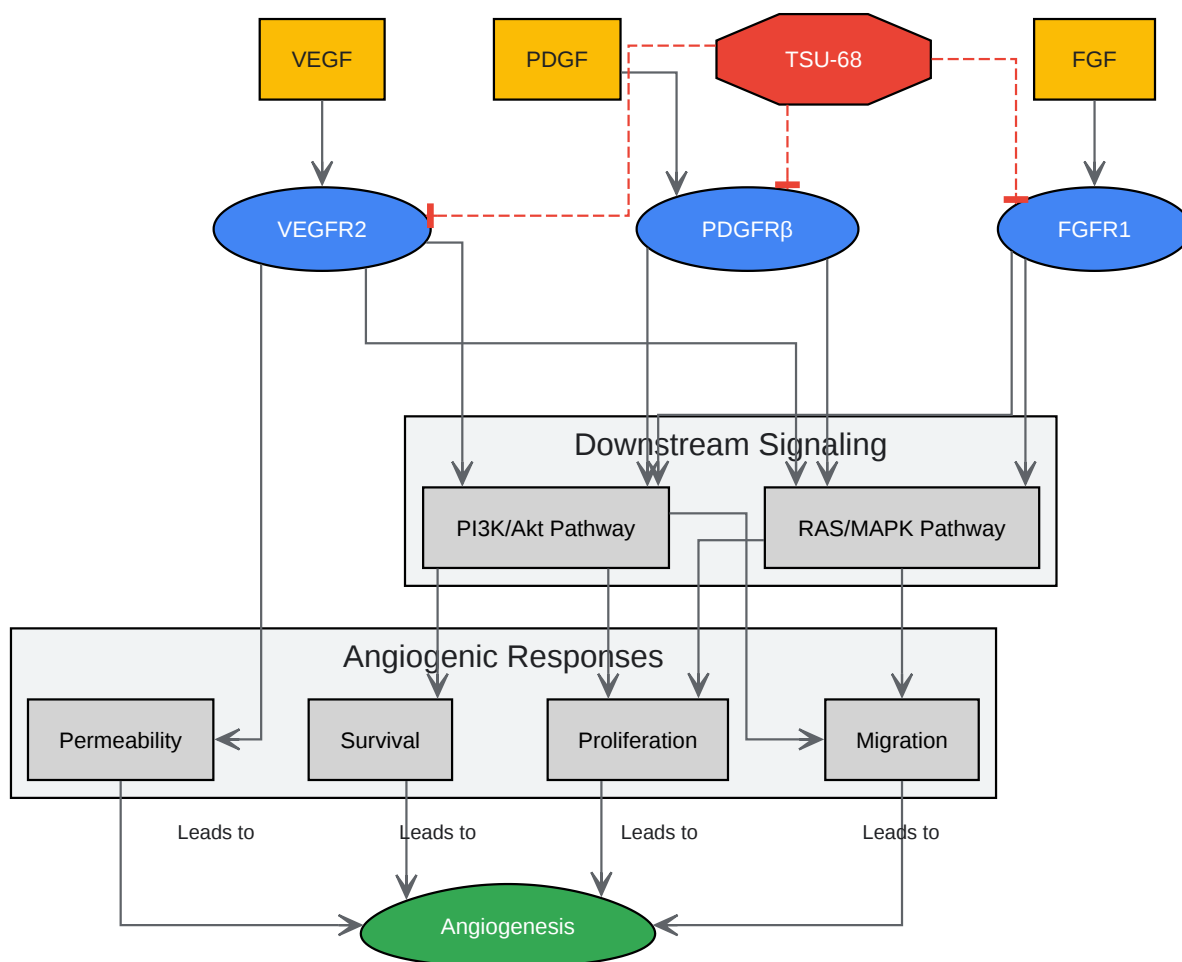 VEGF
PDGF
TSU-68
FGF
VEGFR2
PDGFRβ
FGFR1
Downstream Signaling
PI3K/Akt Pathway
RAS/MAPK Pathway
Angiogenic Responses
Permeability
Survival
Proliferation
Migration
Leads to
Leads to
Leads to
Leads to
Angiogenesis